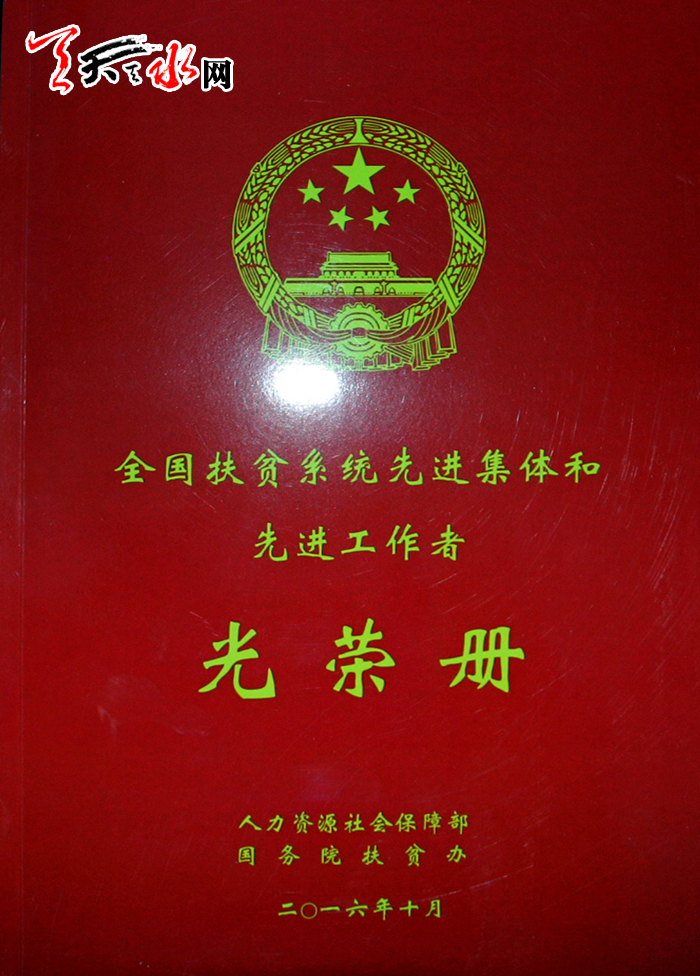 天天天水网
全国扶贫系统先进集体和
先进工作者
光荣册
人力资源社会保障部
国务院扶贫办
二〇一六年十月